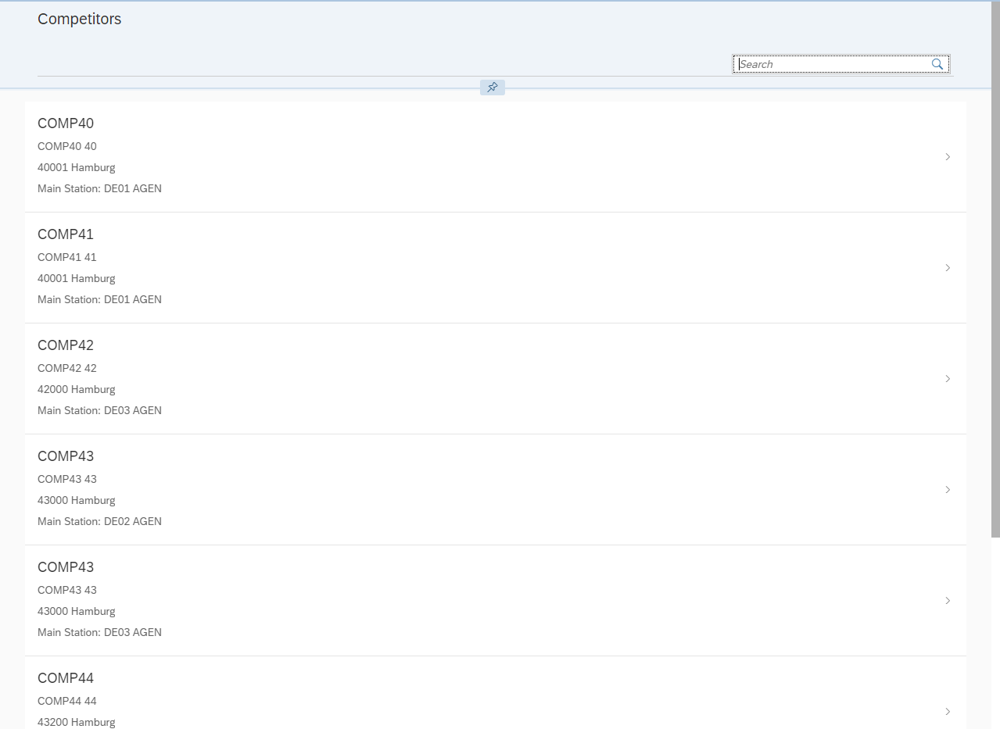 Competitors
Search
COMP40
COMP40 40
40001 Hamburg
Main Station: DE01 AGEN
COMP41
COMP41 41
40001 Hamburg
Main Station: DE01 AGEN
COMP42
COMP42 42
42000 Hamburg
Main Station: DE03 AGEN
COMP43
COMP43 43
43000 Hamburg
Main Station: DE02 AGEN
COMP43
COMP43 43
43000 Hamburg
Main Station: DE03 AGEN
COMP44
COMP44 44
43200 Hamburg